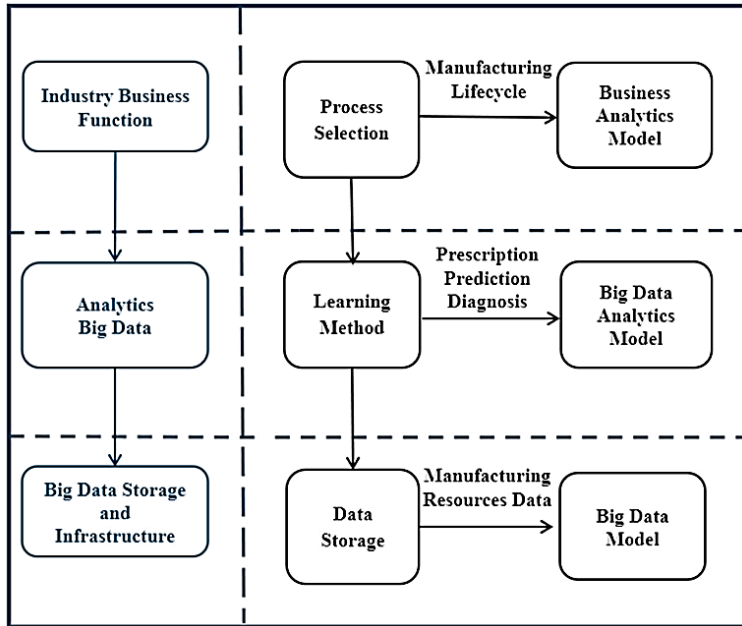 Industry Business
Function
Process
Selection
Manufacturing
Lifecycle
Business
Analytics
Model
Analytics
Big Data
Learning
Method
Prescription
Prediction
Diagnosis
Big Data
Analytics
Model
Big Data Storage
and
Infrastructure
Data
Storage
Manufacturing
Resources Data
Big Data
Model